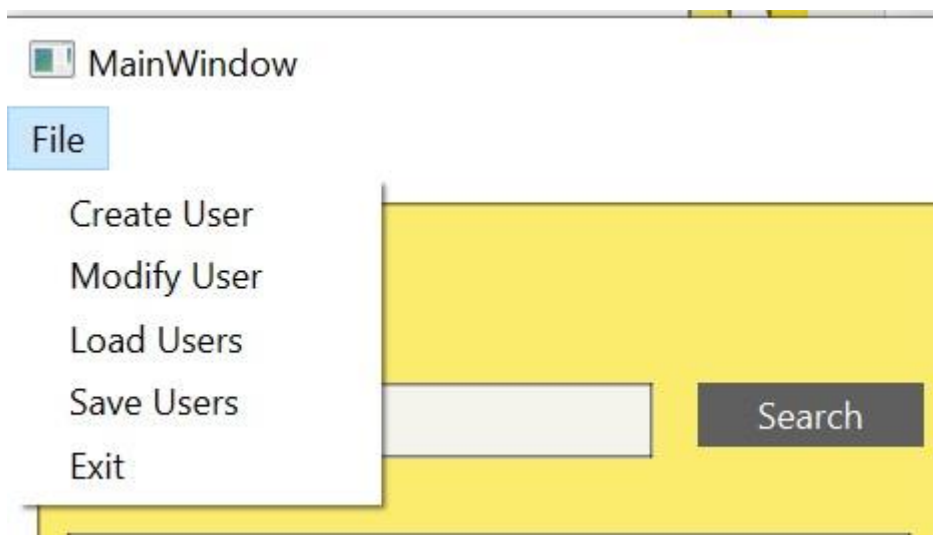 MainWindow
File
Create User
Modify User
Load Users
Save Users
Search
Exit